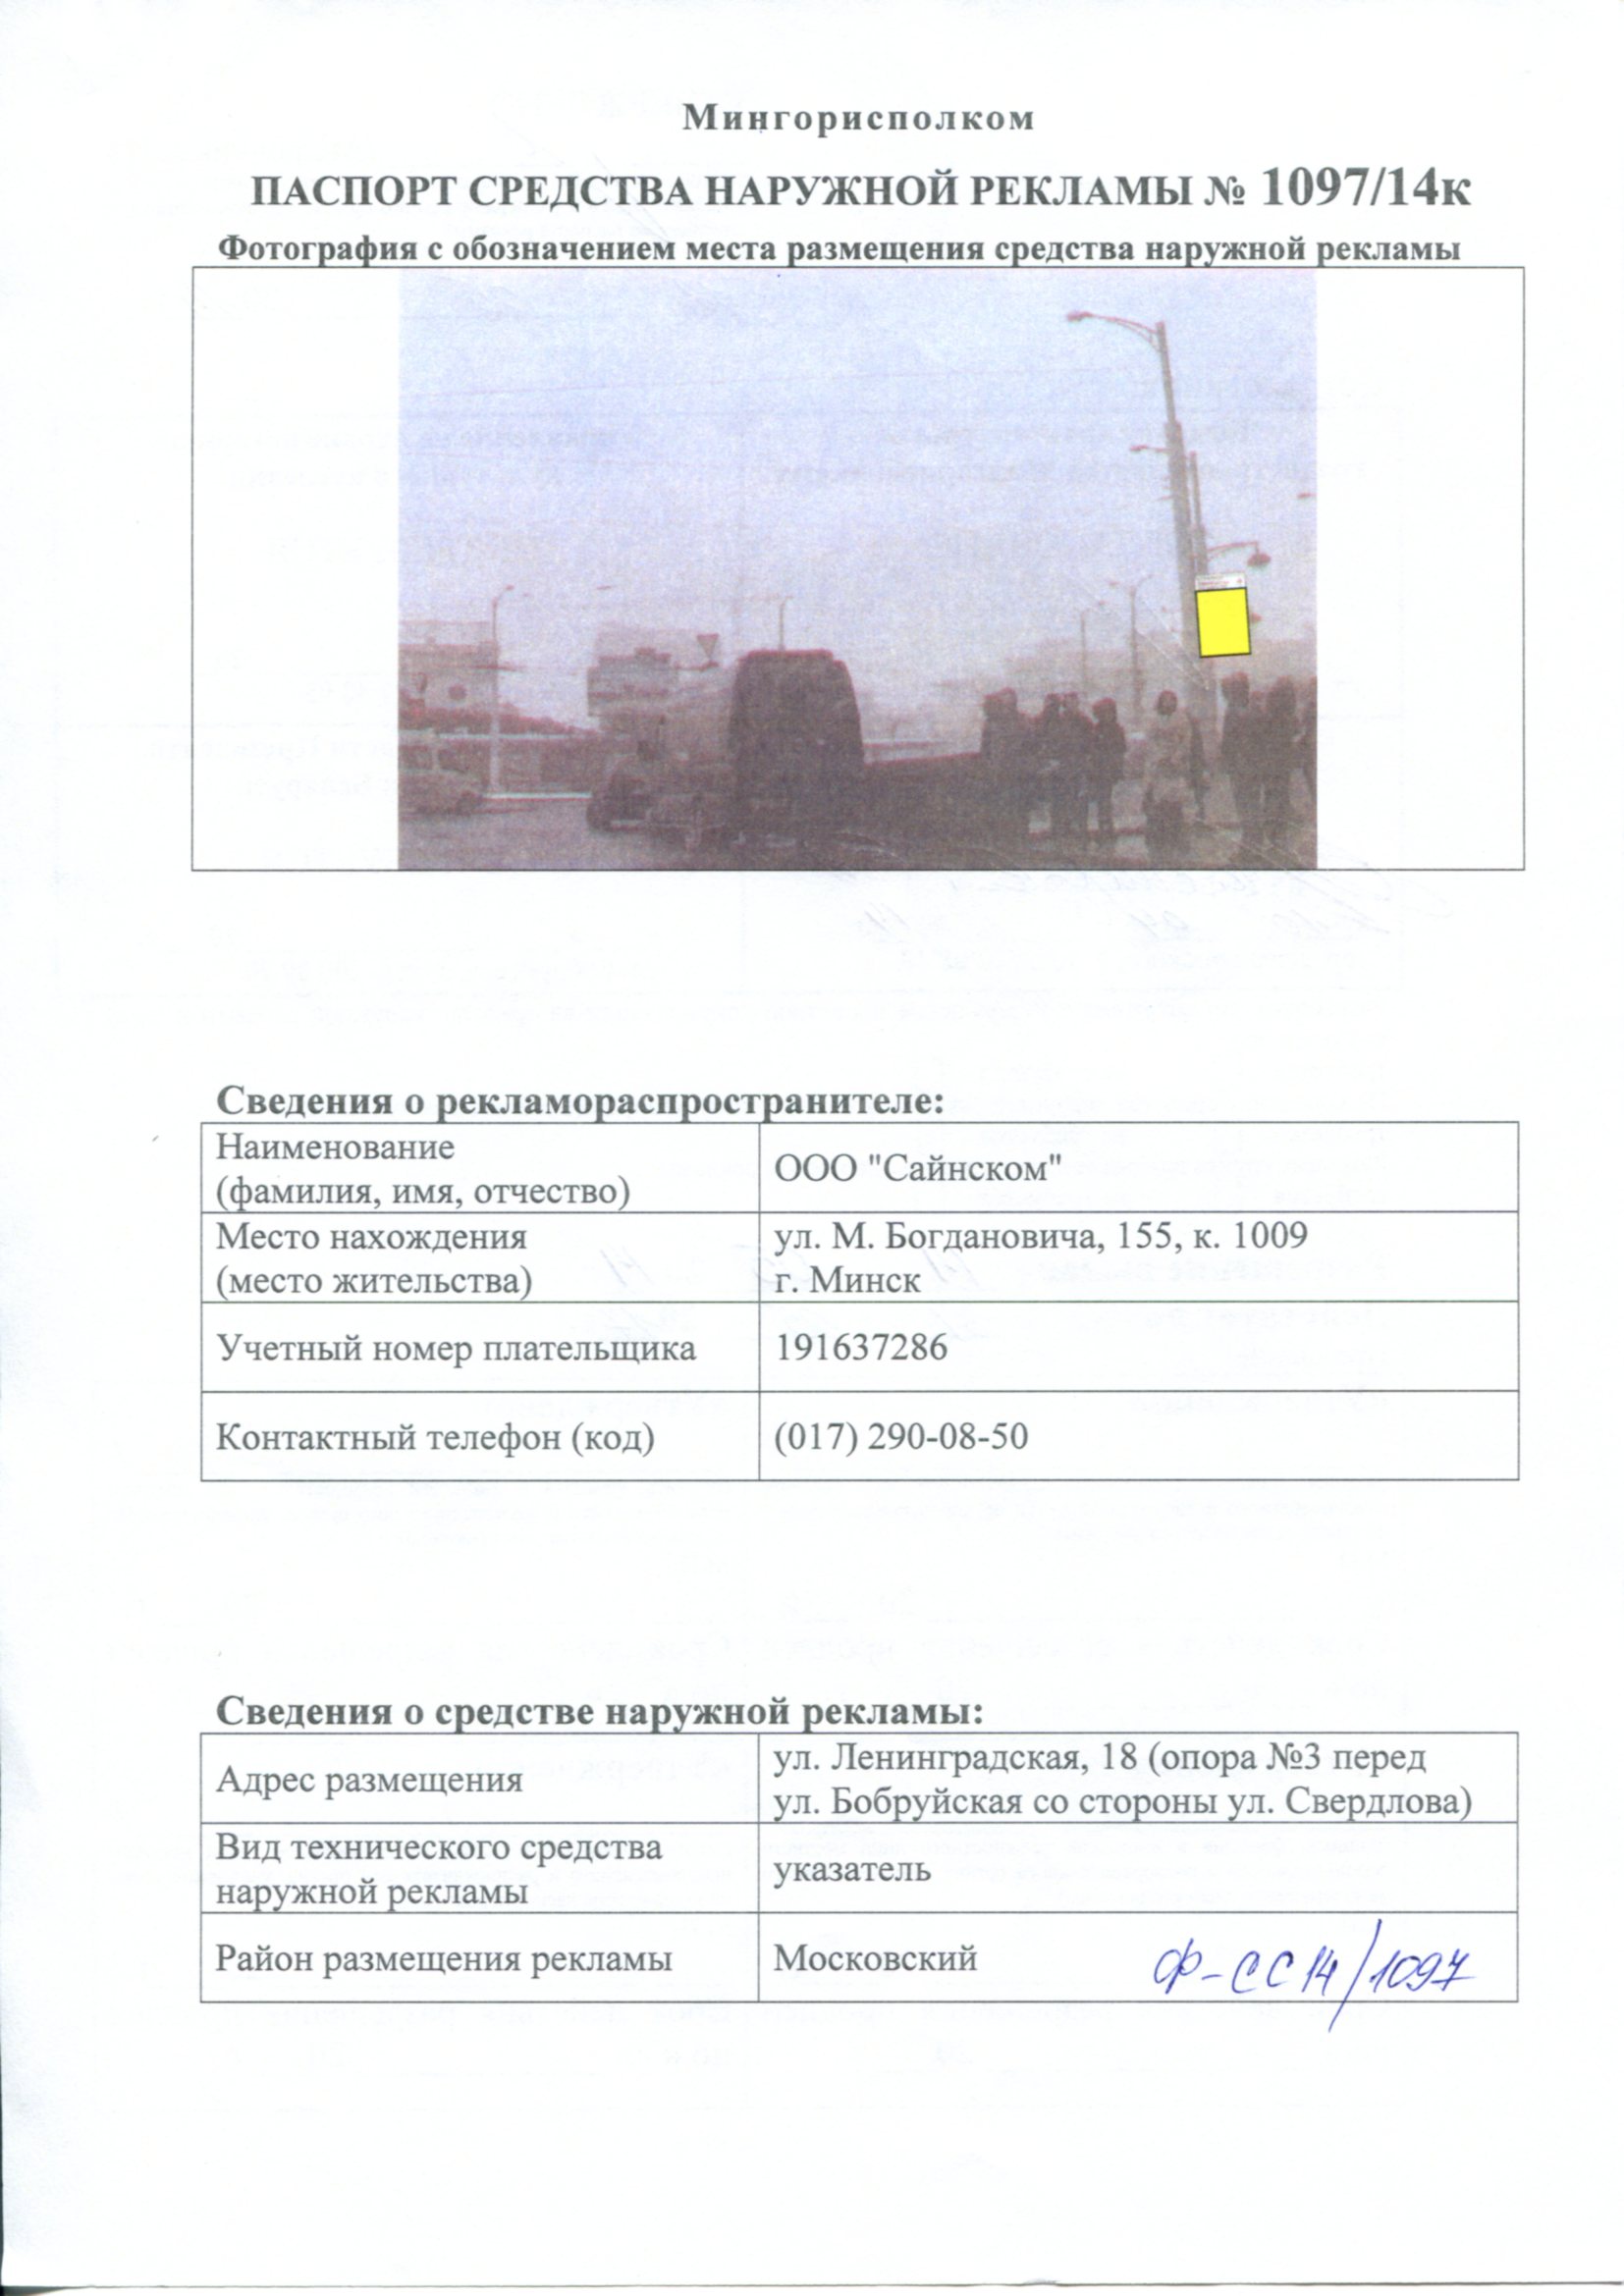 Мингорисполком
ПАСПОРТ СРЕДСТВА НАРУЖНОЙ РЕКЛАМЫ № 1097/14к
Фотография с обозначением места размещения средства наружной рекламы
Сведения о рекламораспространителе:
Наименование
(фамилия, имя, отчество)
ООО "Сайнском"
Место нахождения
(место жительства)
ул. М. Богдановича, 155, к. 1009
г. Минск
Учетный номер плательщика
191637286
Контактный телефон (код)
(017) 290-08-50
Сведения о средстве наружной рекламы:
Адрес размещения
ул. Ленинградская, 18 (опора №3 перед
ул. Бобруйская со стороны ул. Свердлова)
Вид технического средства
наружной рекламы
указатель
Район размещения рекламы
Московский
Ф-СС14/1097